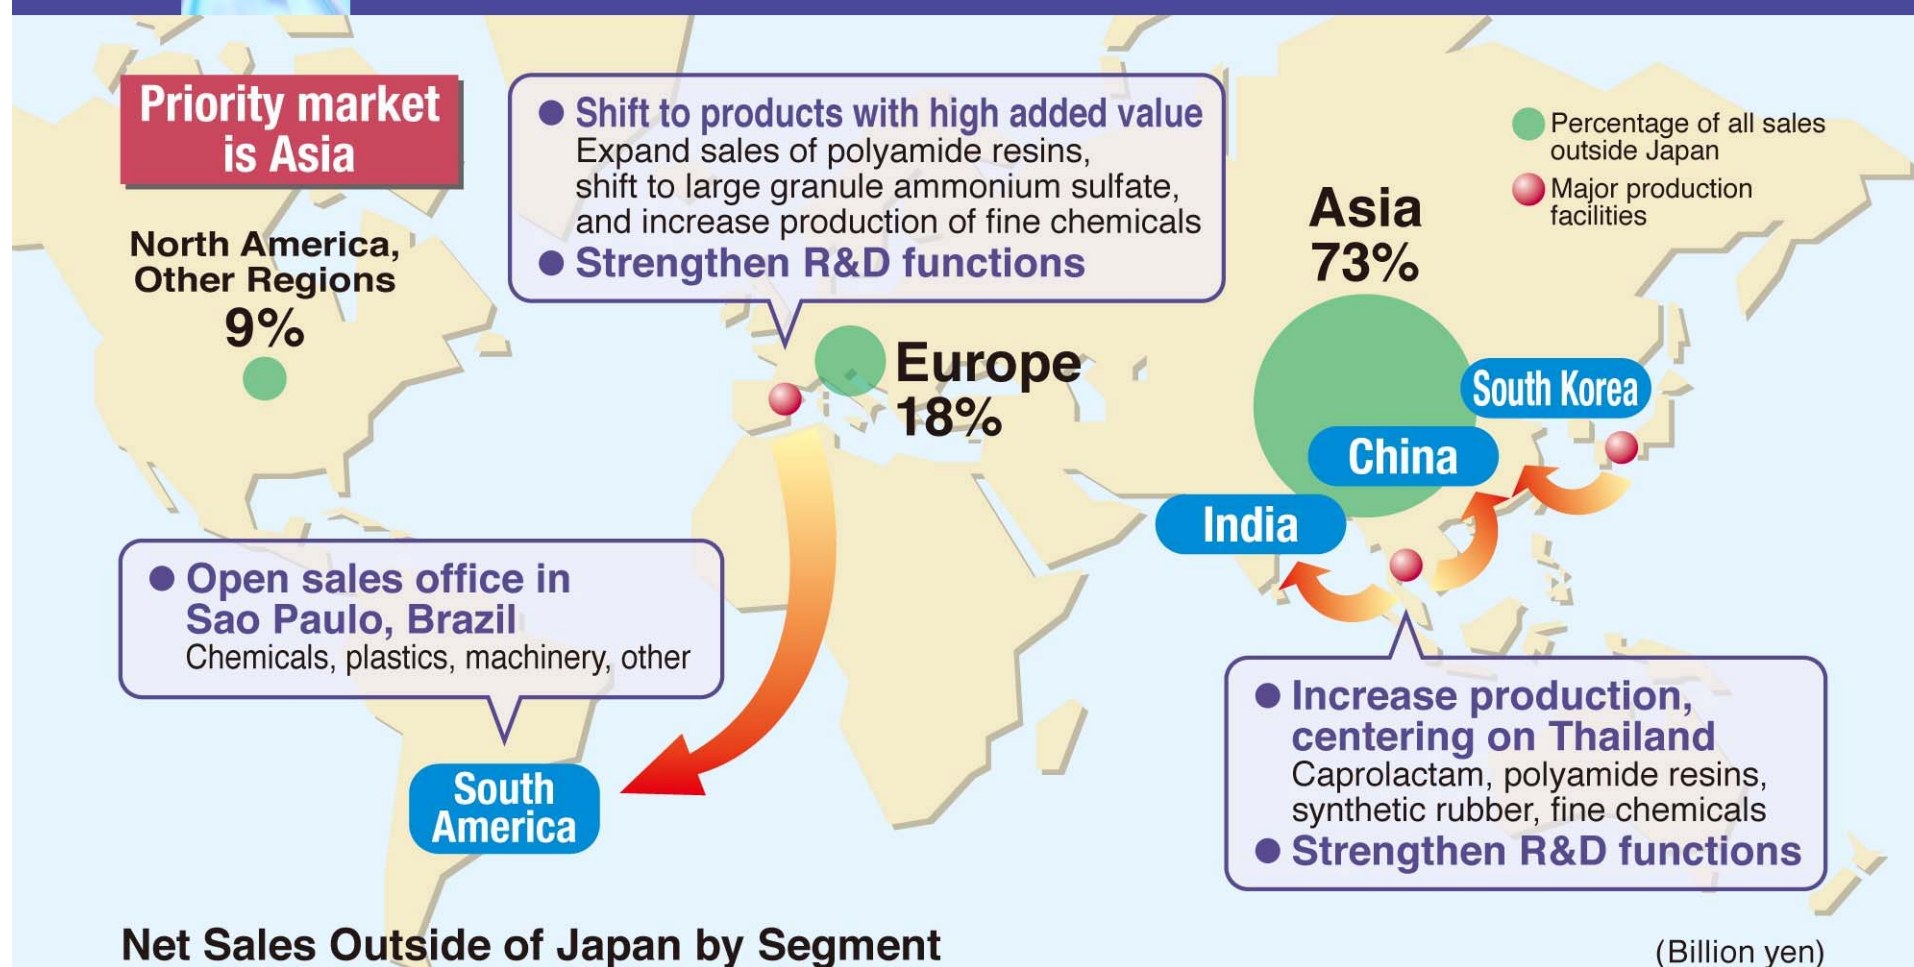 Priority market
is Asia
North America,
Other Regions
9%
● Shift to products with high added value
Expand sales of polyamide resins,
shift to large granule ammonium sulfate,
and increase production of fine chemicals
● Strengthen R&D functions
Percentage of all sales
outside Japan
Major production
facilities
Asia
73%
Europe
18%
South Korea
China
India
● Open sales office in
Sao Paulo, Brazil
Chemicals, plastics, machinery, other
South
America
● Increase production,
centering on Thailand
Caprolactam, polyamide resins,
synthetic rubber, fine chemicals
● Strengthen R&D functions
Net Sales Outside of Japan by Segment
(Billion yen)